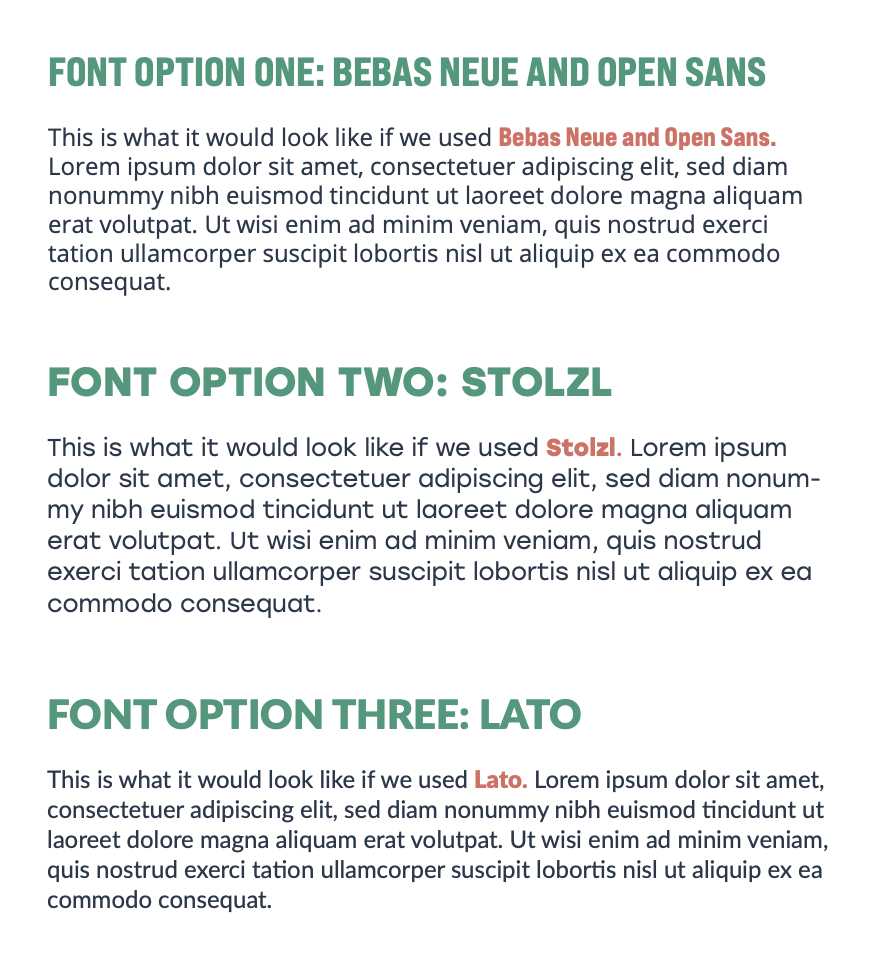 FONT OPTION ONE: BEBAS NEUE AND OPEN SANS
This is what it would look like if we used Bebas Neue and Open Sans.
Lorem ipsum dolor sit amet, consectetuer adipiscing elit, sed diam
nonummy nibh euismod tincidunt ut laoreet dolore magna aliquam
erat volutpat. Ut wisi enim ad minim veniam, quis nostrud exerci
tation ullamcorper suscipit lobortis nisl ut aliquip ex ea commodo
consequat.
FONT OPTION TWO: STOLZL
This is what it would look like if we used Stolzl. Lorem ipsum
dolor sit amet, consectetuer adipiscing elit, sed diam nonum-
my nibh euismod tincidunt ut laoreet dolore magna aliquam
erat volutpat. Ut wisi enim ad minim veniam, quis nostrud
exerci tation ullamcorper suscipit lobortis nisl ut aliquip ex ea
commodo consequat.
FONT OPTION THREE: LATO
This is what it would look like if we used Lato. Lorem ipsum dolor sit amet,
consectetuer adipiscing elit, sed diam nonummy nibh euismod tincidunt ut
laoreet dolore magna aliquam erat volutpat. Ut wisi enim ad minim veniam,
quis nostrud exerci tation ullamcorper suscipit lobortis nisl ut aliquip ex ea
commodo consequat.